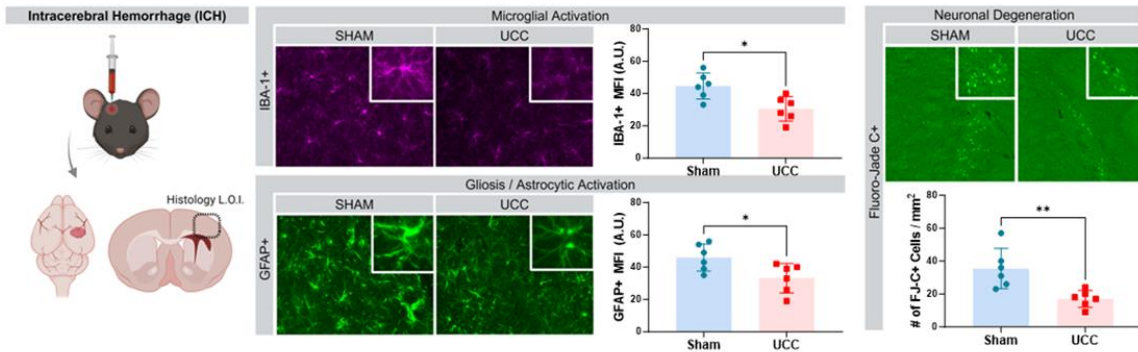 Intracerebral Hemorrhage (ICH)
Histology L.O.I.
Microglial Activation
SHAM UCC
IBA-1+
IBA-1+ MFI (A.U.)
80
60
40
20
0
*
Sham UCC
Gliosis / Astrocytic Activation
SHAM UCC
GFAP+
GFAP+ MFI (A.U.)
80
60
40
20
0
*
Sham UCC
Neuronal Degeneration
SHAM UCC
Fluoro-Jade C+
# of FJ-C+ Cells / mm²
80
60
40
20
0
**
Sham UCC